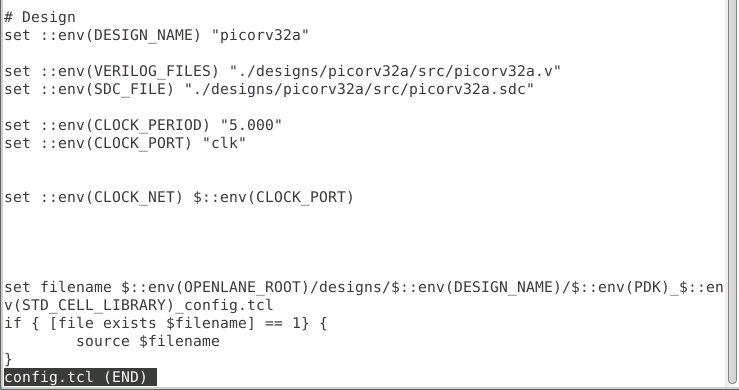 # Design
set ::env(DESIGN_NAME) "picorv32a"
set ::env(VERILOG_FILES) "./designs/picorv32a/src/picorv32a.v"
set ::env(SDC_FILE) "./designs/picorv32a/src/picorv32a.sdc"
set ::env(CLOCK_PERIOD) "5.000"
set ::env(CLOCK_PORT) "clk"
set ::env(CLOCK_NET) $::env(CLOCK_PORT)
set filename $::env(OPENLANE_ROOT)/designs/$::env(DESIGN_NAME)/$::env(PDK)_$::en
v(STD_CELL_LIBRARY)_config.tcl
if { [file exists $filename] == 1} {
        source $filename
}
config.tcl (END)